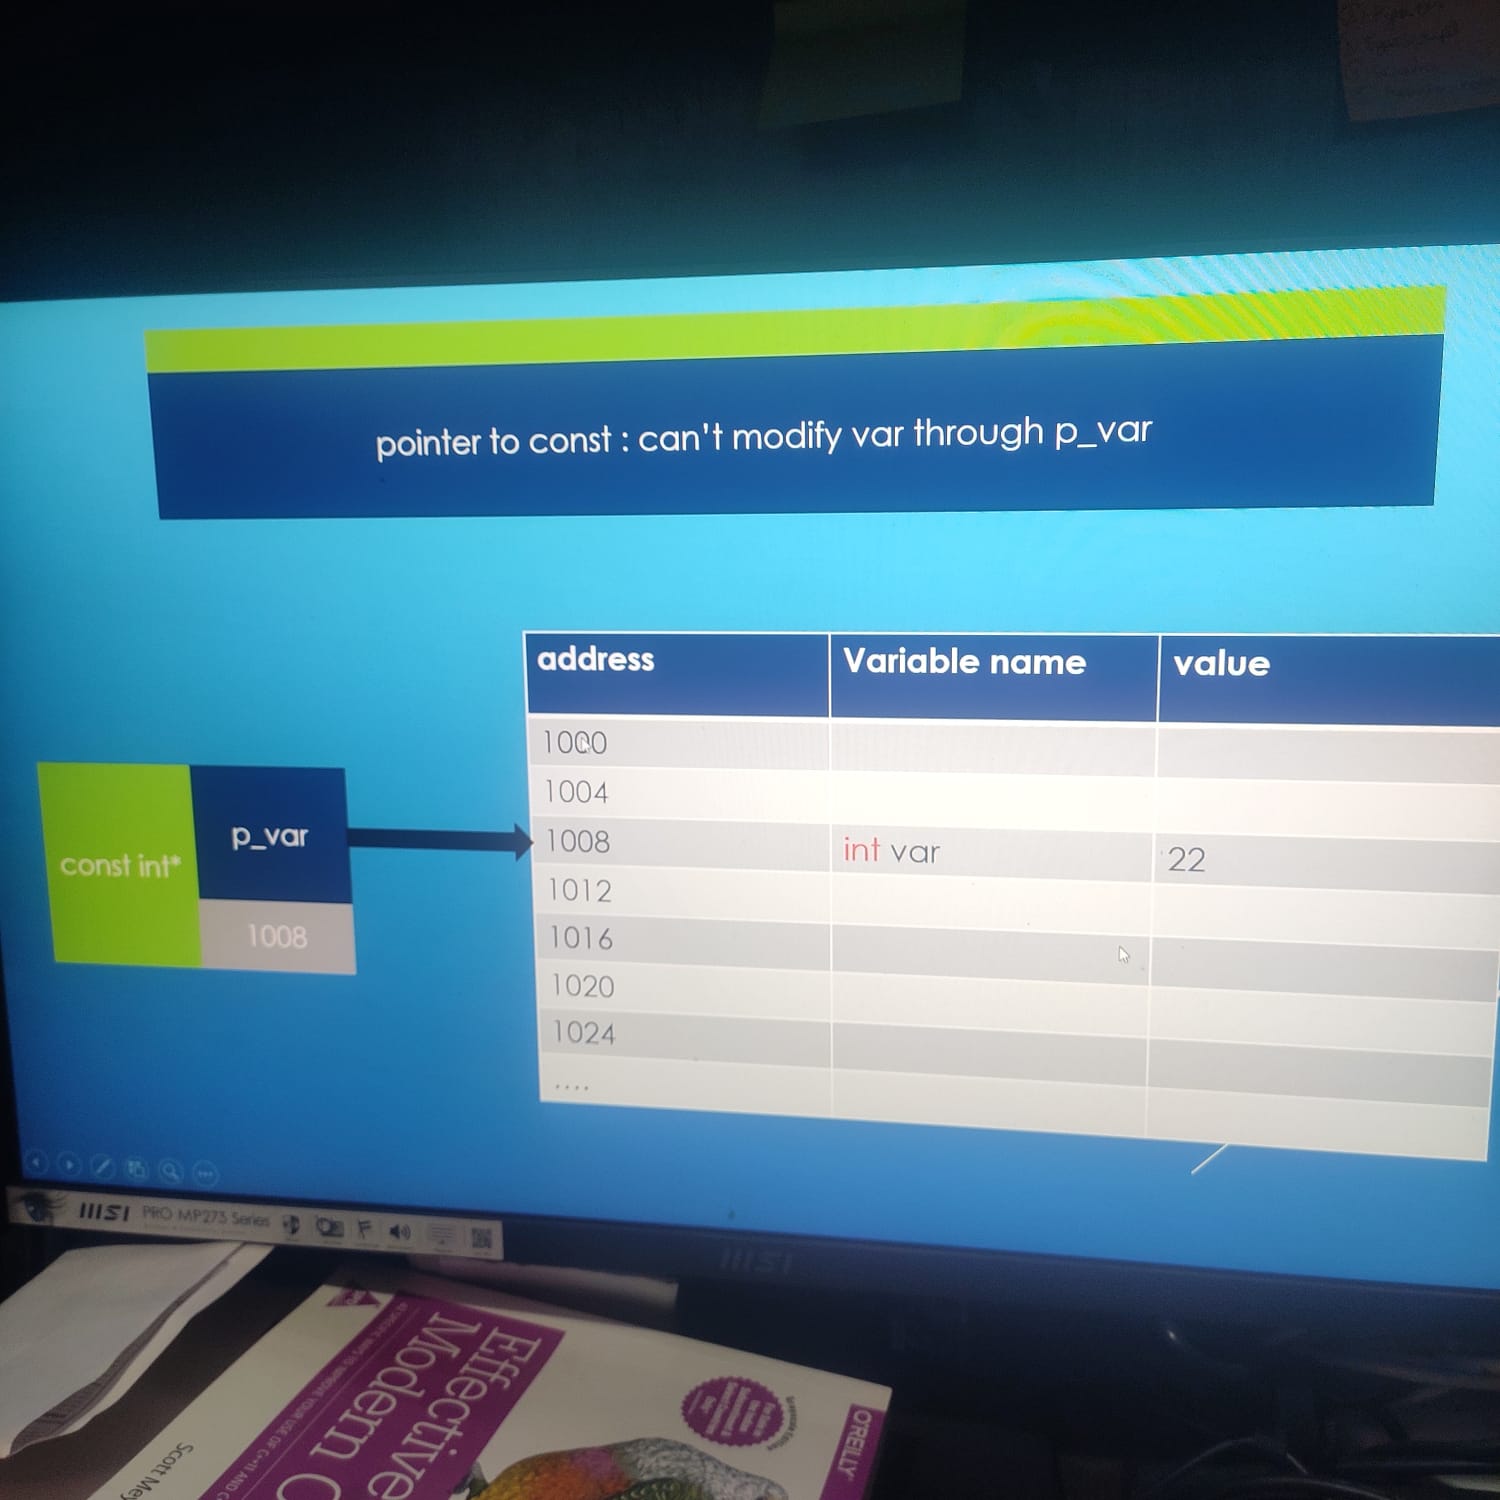 pointer to const : can't modify var through p_var
address Variable name value
1000
1004
1008 int var 22
1012
1016
1020
1024
....
const int*
p_var
1008
msi PRO MP273 Series
msi
Effective
Modern
Scott
O'REILLY